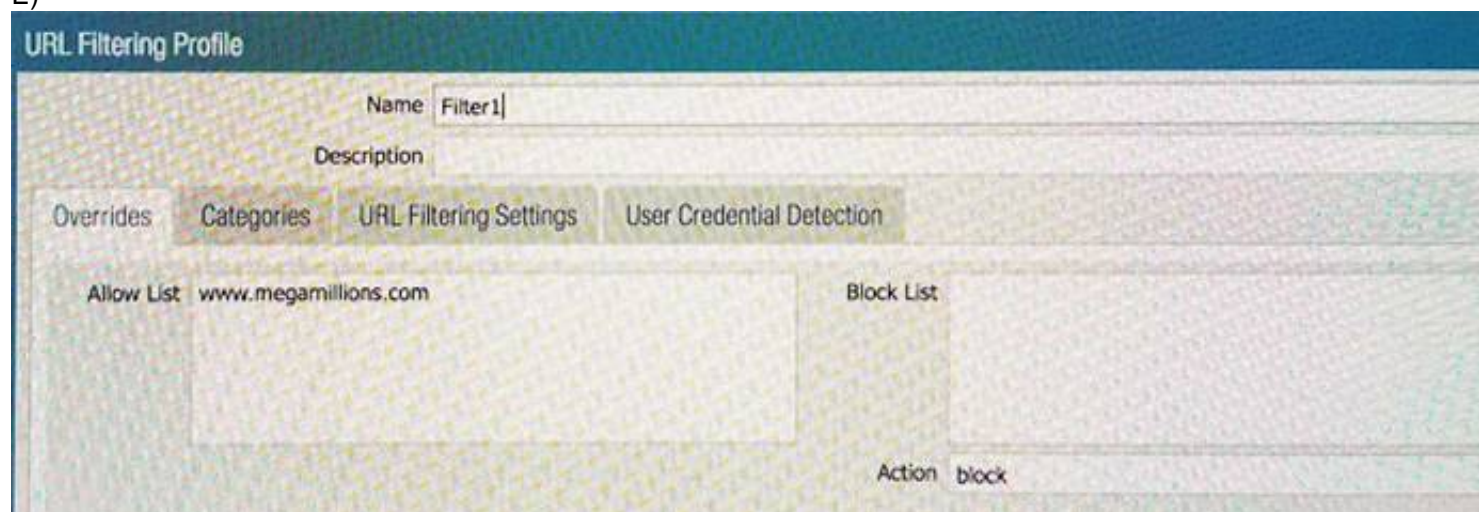 URL Filtering Profile
Name Filter1
Description
Overrides Categories URL Filtering Settings User Credential Detection
Allow List www.megamillions.com Block List
Action block